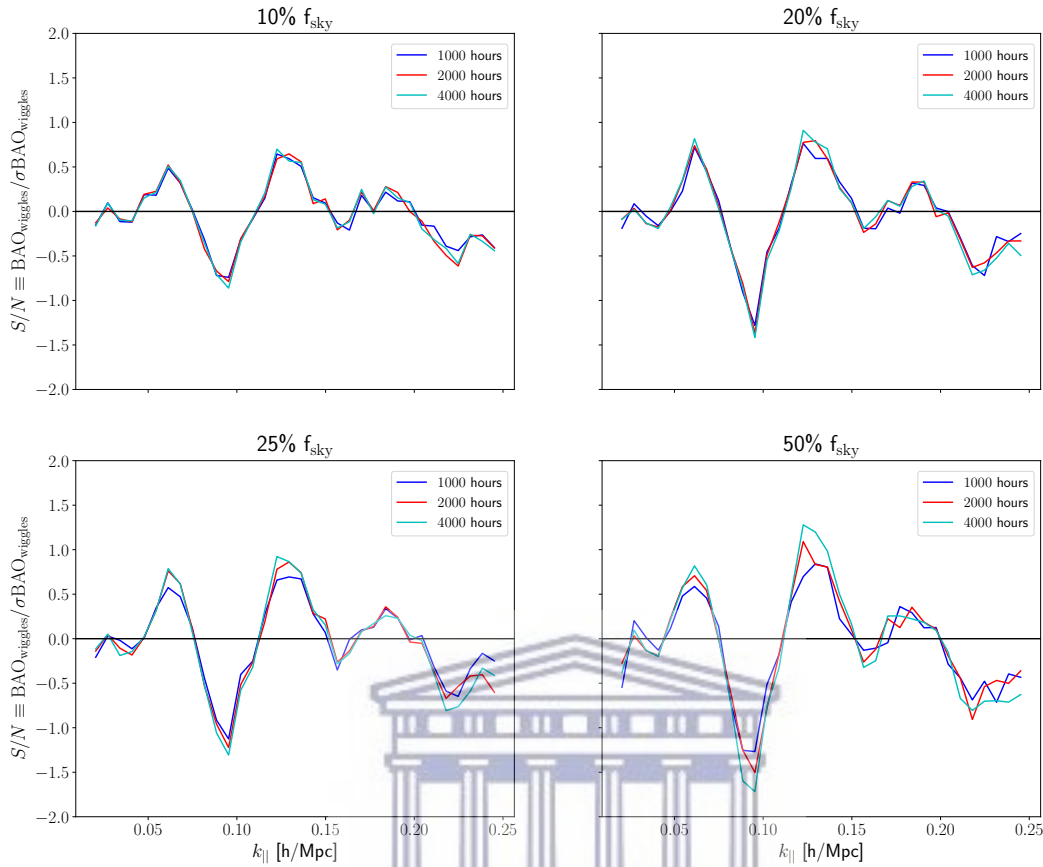 10% f_sky
20% f_sky
S/N ≡ BAO_wiggles/σBAO_wiggles
2.0
1.5
1.0
0.5
0.0
−0.5
−1.0
−1.5
−2.0
1000 hours
2000 hours
4000 hours
1000 hours
2000 hours
4000 hours
25% f_sky
50% f_sky
S/N ≡ BAO_wiggles/σBAO_wiggles
2.0
1.5
1.0
0.5
0.0
−0.5
−1.0
−1.5
−2.0
1000 hours
2000 hours
4000 hours
1000 hours
2000 hours
4000 hours
0.05 0.10 0.15 0.20 0.25
0.05 0.10 0.15 0.20 0.25
k_|| [h/Mpc]
k_|| [h/Mpc]